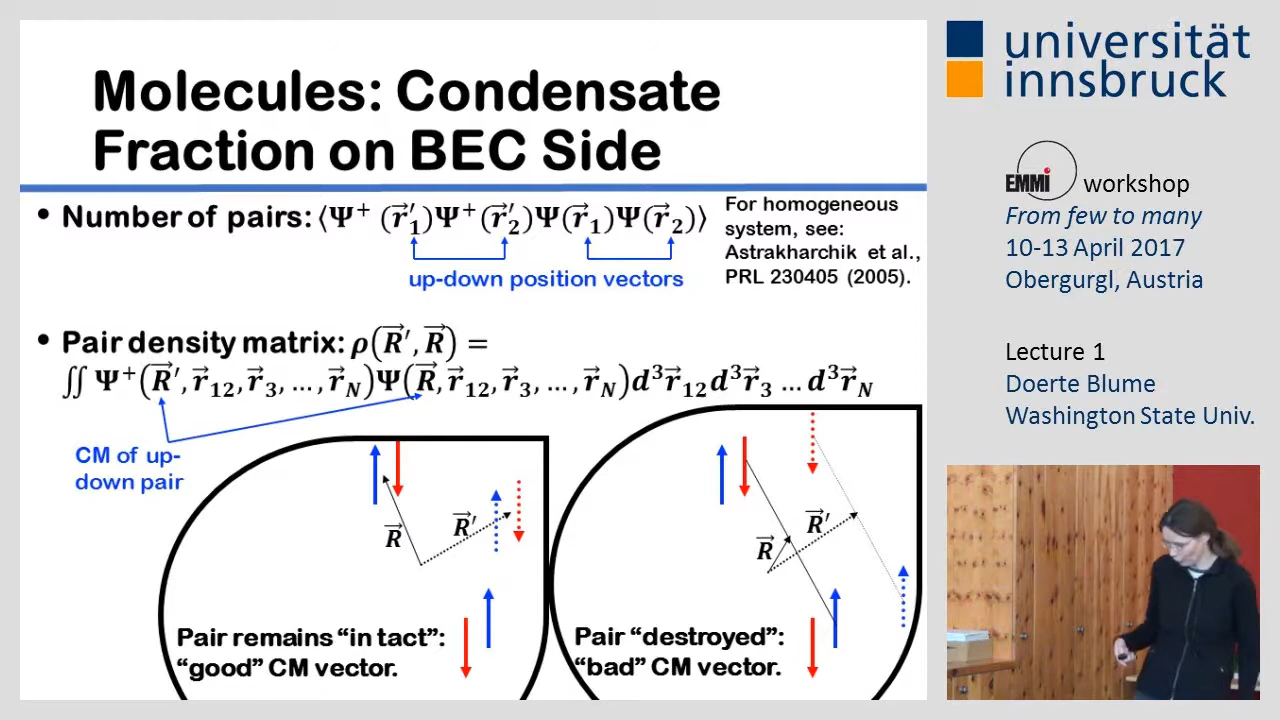 Molecules: Condensate
Fraction on BEC Side
• Number of pairs: ⟨Ψ⁺ (r⃗₁′)Ψ⁺(r⃗₂′)Ψ(r⃗₁)Ψ(r⃗₂)⟩
up-down position vectors
For homogeneous
system, see:
Astrakharchik et al.,
PRL 230405 (2005).
• Pair density matrix: ρ(R⃗′, R⃗) =
∬ Ψ⁺(R⃗′, r⃗₁₂, r⃗₃, …, r⃗_N)Ψ(R⃗, r⃗₁₂, r⃗₃, …, r⃗_N)d³r⃗₁₂d³r⃗₃ … d³r⃗_N
CM of up-
down pair
R⃗
R⃗′
Pair remains “in tact”:
“good” CM vector.
R⃗
R⃗′
Pair “destroyed”:
“bad” CM vector.
universität
innsbruck
EMMi workshop
From few to many
10-13 April 2017
Obergurgl, Austria
Lecture 1
Doerte Blume
Washington State Univ.